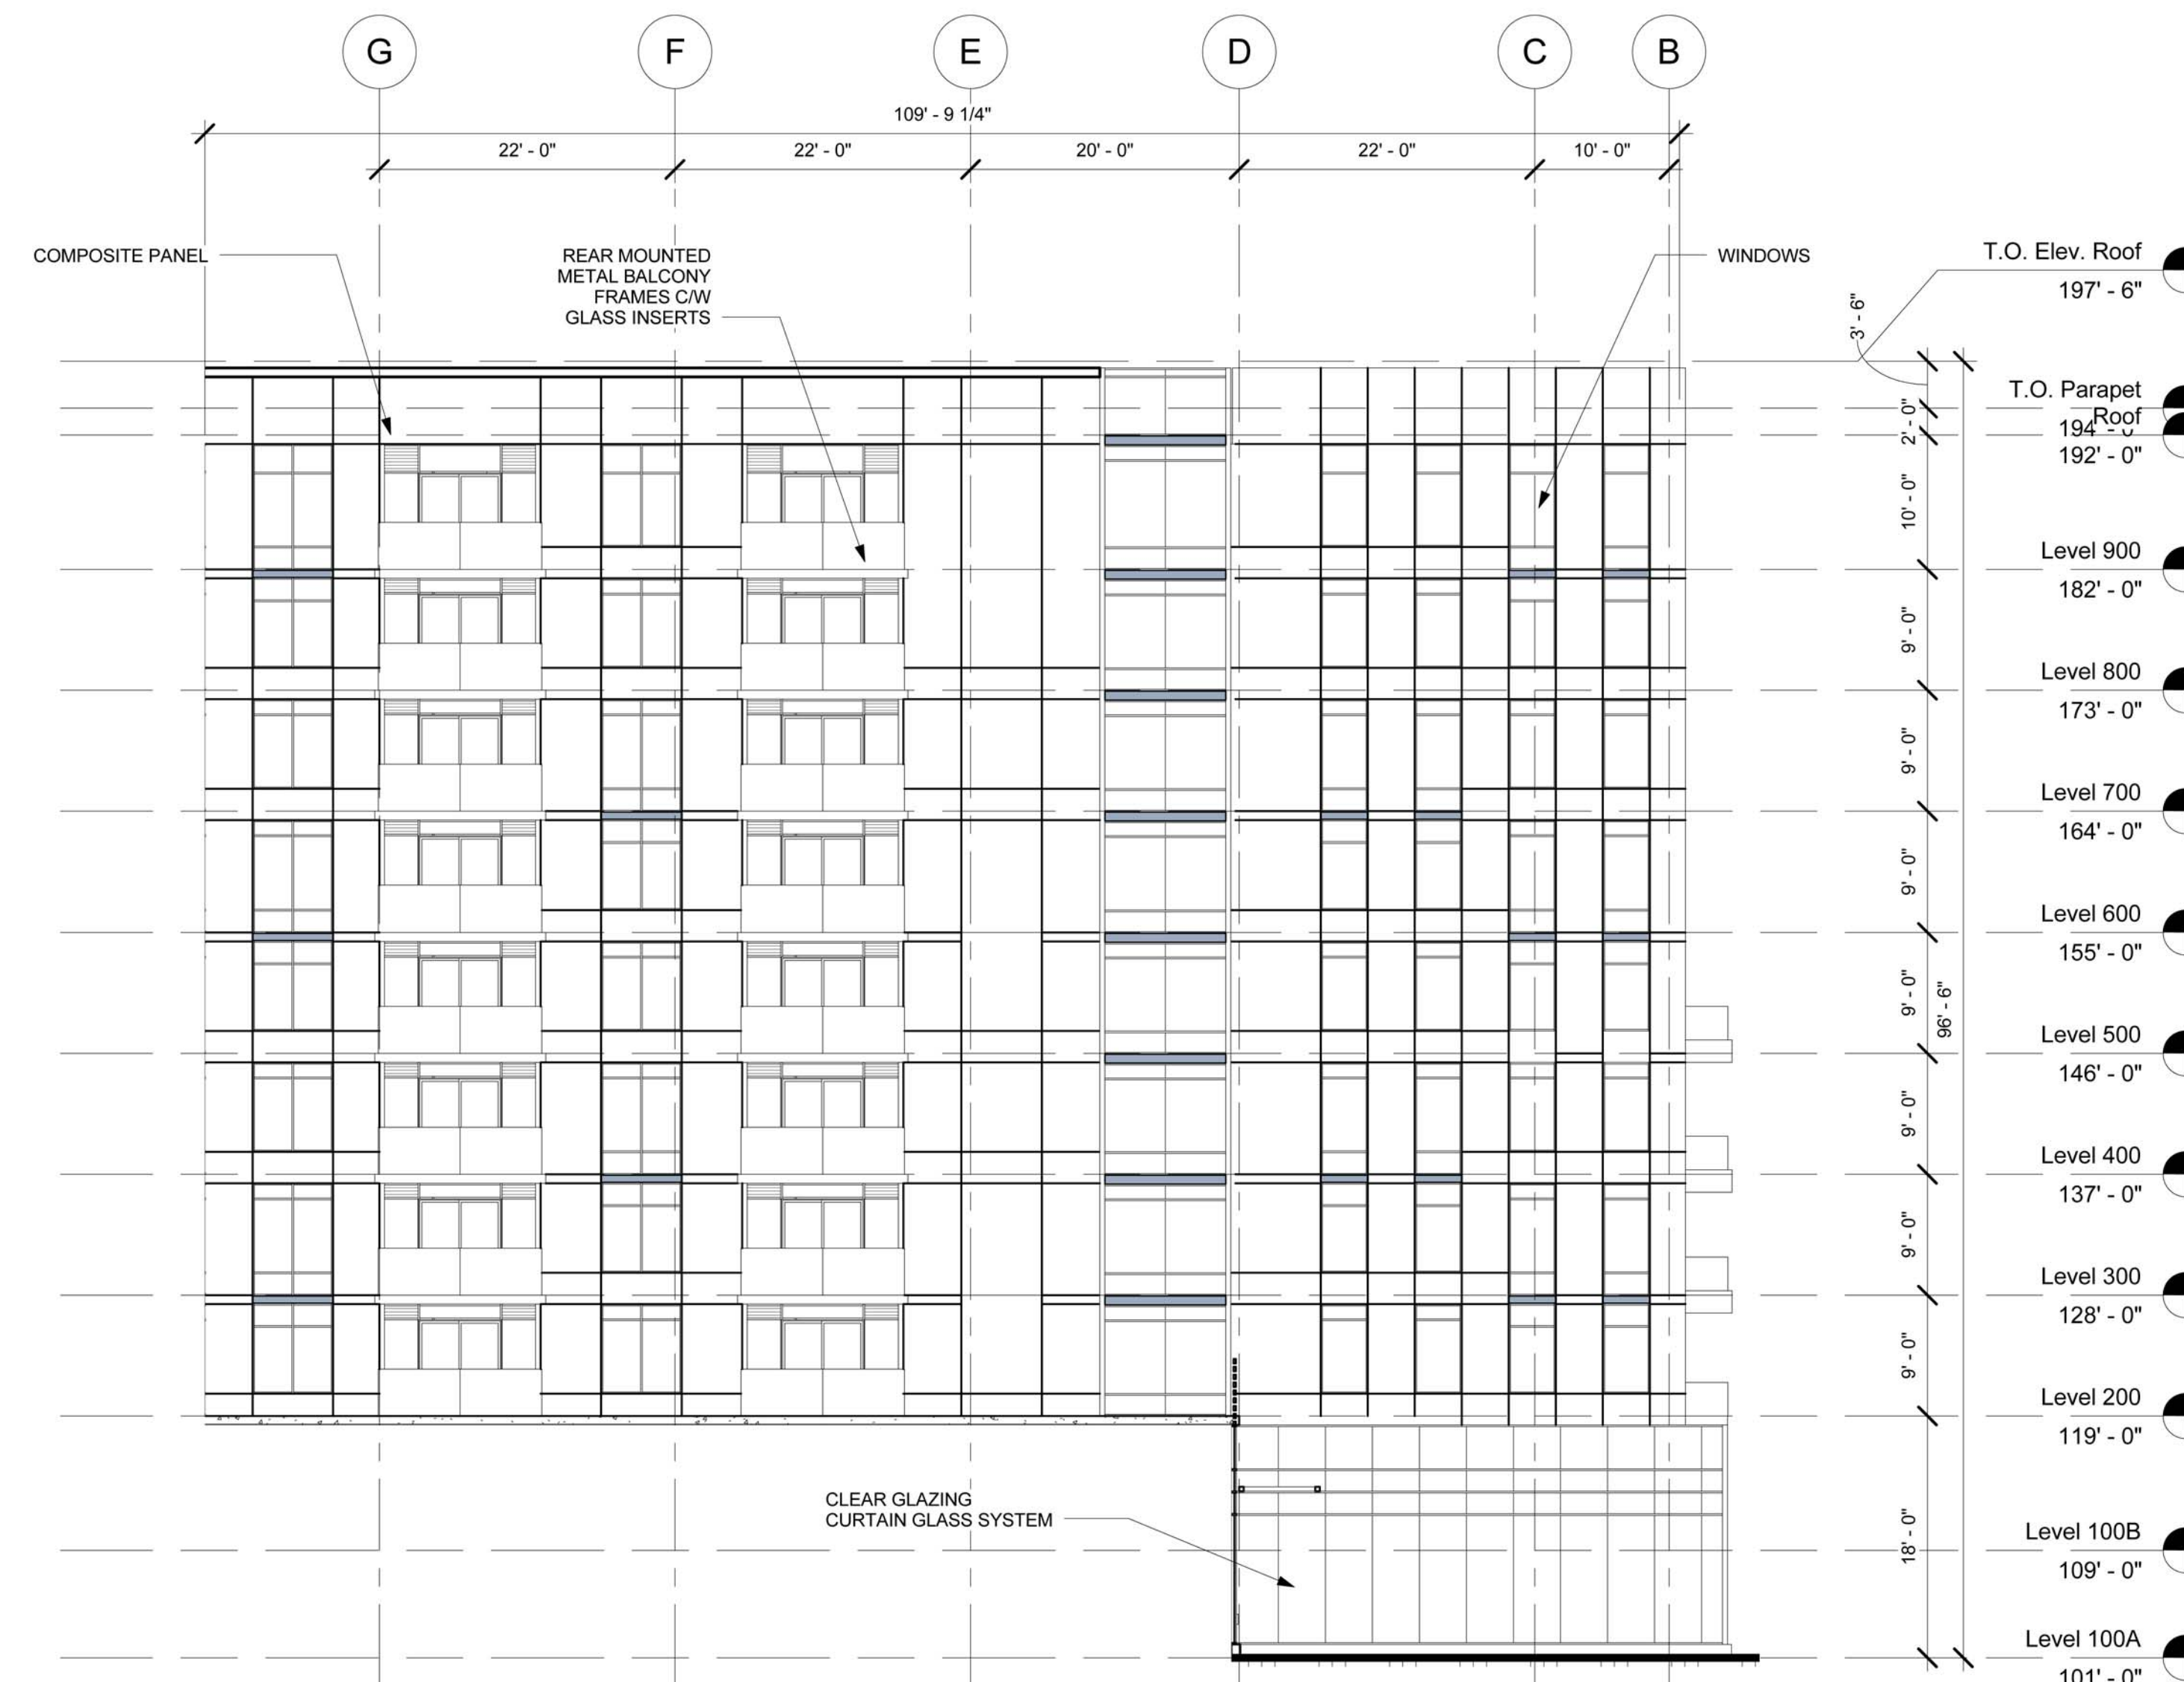 G
F
E
D
C
B
109' - 9 1/4"
22' - 0"
22' - 0"
20' - 0"
22' - 0"
10' - 0"
COMPOSITE PANEL
REAR MOUNTED
METAL BALCONY
FRAMES C/W
GLASS INSERTS
WINDOWS
T.O. Elev. Roof
197' - 6"
3' - 6"
T.O. Parapet
Roof
194' - 0"
2' - 0"
192' - 0"
10' - 0"
Level 900
182' - 0"
9' - 0"
Level 800
173' - 0"
9' - 0"
Level 700
164' - 0"
9' - 0"
Level 600
155' - 0"
9' - 0"
96' - 6"
Level 500
146' - 0"
9' - 0"
Level 400
137' - 0"
9' - 0"
Level 300
128' - 0"
9' - 0"
Level 200
119' - 0"
CLEAR GLAZING
CURTAIN GLASS SYSTEM
18' - 0"
Level 100B
109' - 0"
Level 100A
101' - 0"